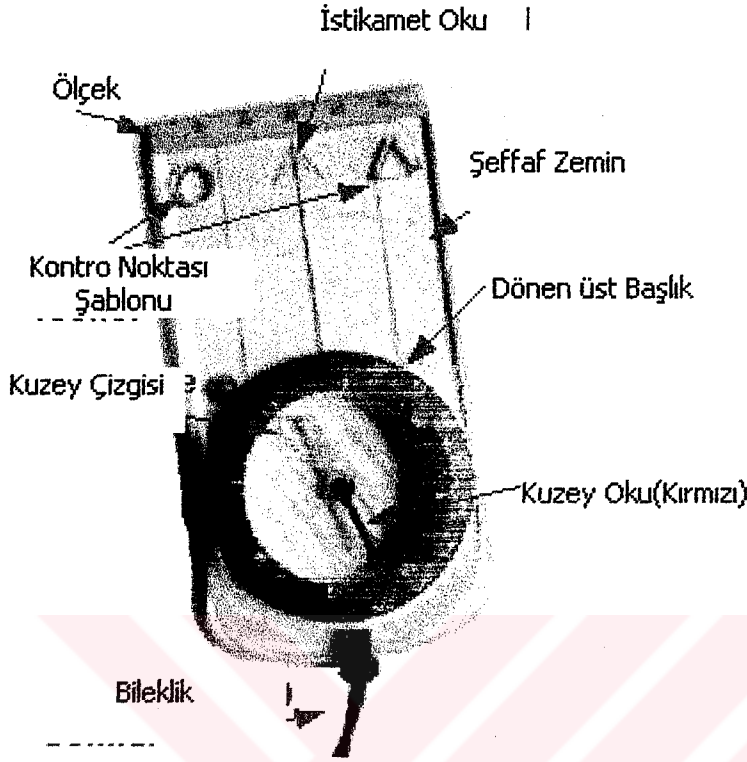 İstikamet Oku
Ölçek
Şeffaf Zemin
Kontro Noktası
Şablonu
Dönen üst Başlık
Kuzey Çizgisi
Kuzey Oku(Kırmızı)
Bileklik